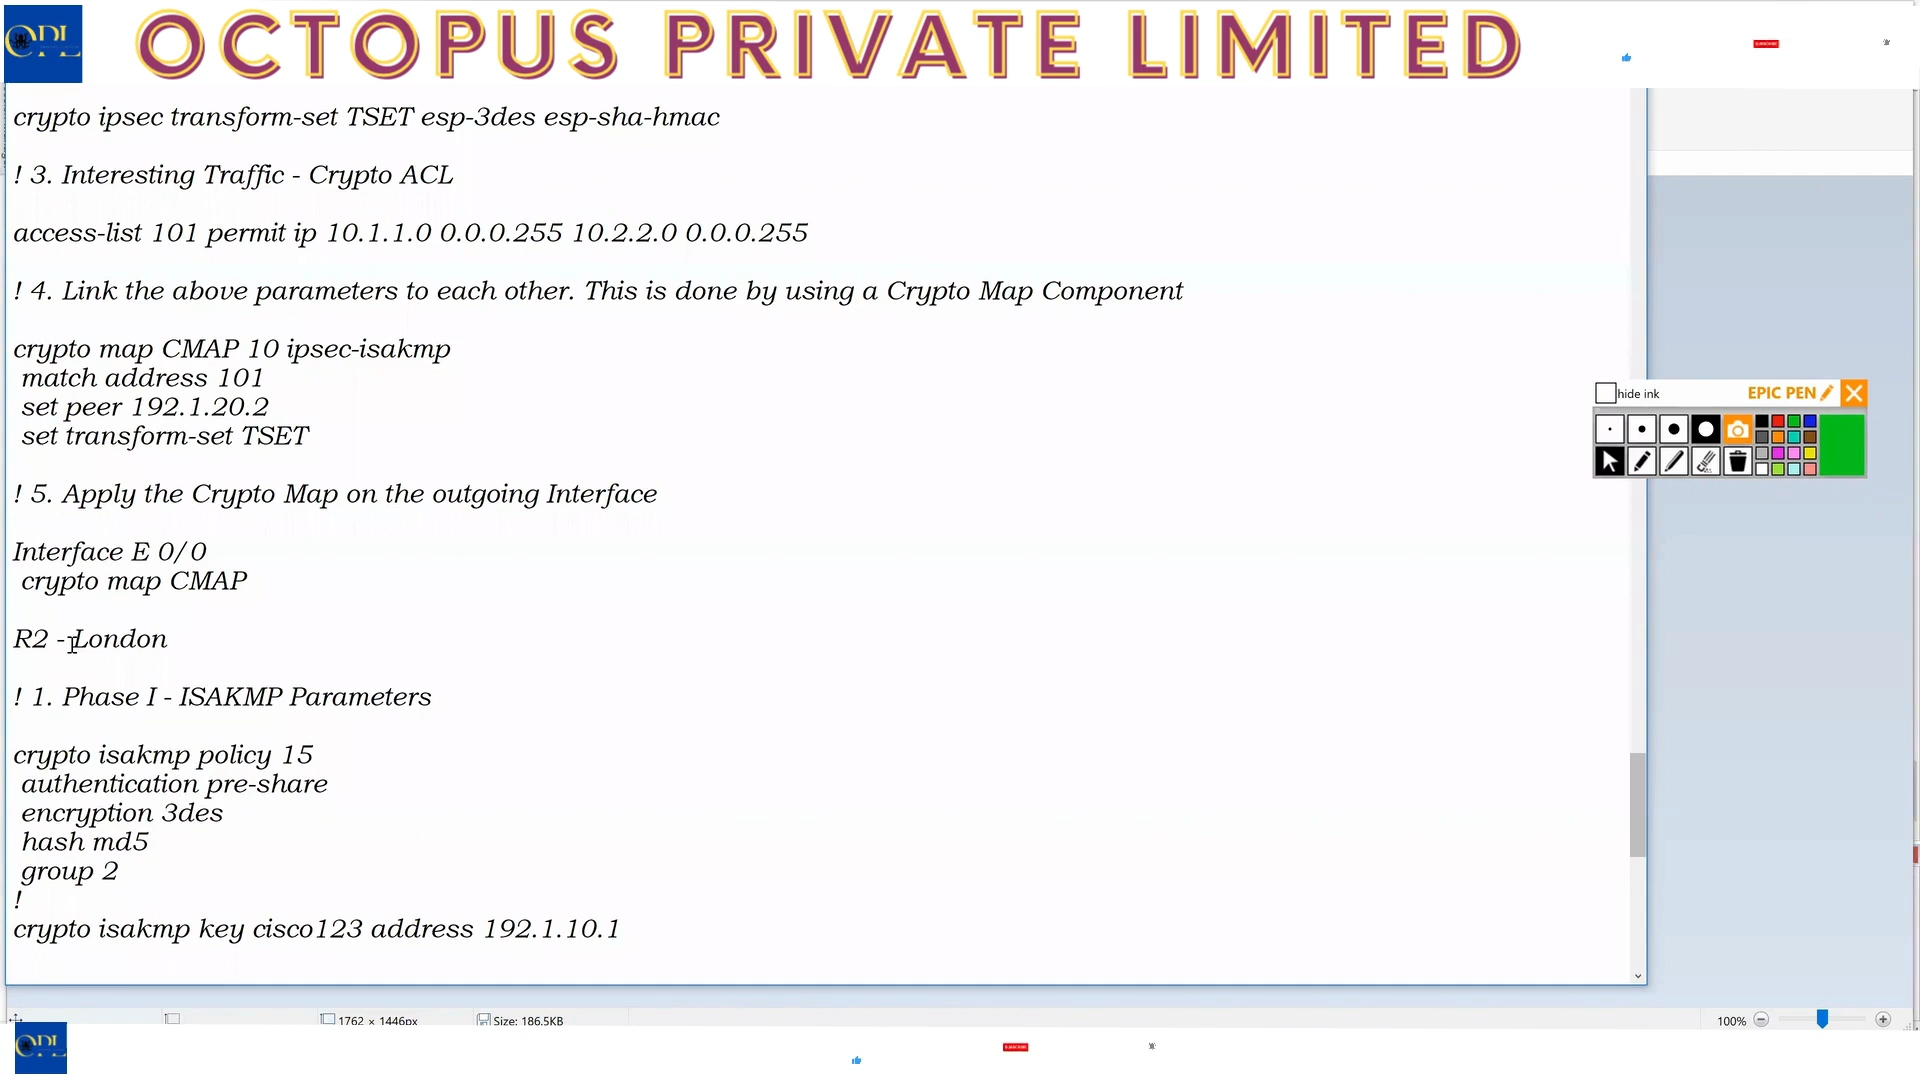 OPL
OCTOPUS PRIVATE LIMITED
SUBSCRIBE
crypto ipsec transform-set TSET esp-3des esp-sha-hmac
! 3. Interesting Traffic - Crypto ACL
access-list 101 permit ip 10.1.1.0 0.0.0.255 10.2.2.0 0.0.0.255
! 4. Link the above parameters to each other. This is done by using a Crypto Map Component
crypto map CMAP 10 ipsec-isakmp
match address 101
set peer 192.1.20.2
set transform-set TSET
hide ink
EPIC PEN
! 5. Apply the Crypto Map on the outgoing Interface
Interface E 0/0
crypto map CMAP
R2 - London
! 1. Phase I - ISAKMP Parameters
crypto isakmp policy 15
authentication pre-share
encryption 3des
hash md5
group 2
!
crypto isakmp key cisco123 address 192.1.10.1
1762 × 1446px
Size: 186.5KB
100%
OPL
SUBSCRIBE